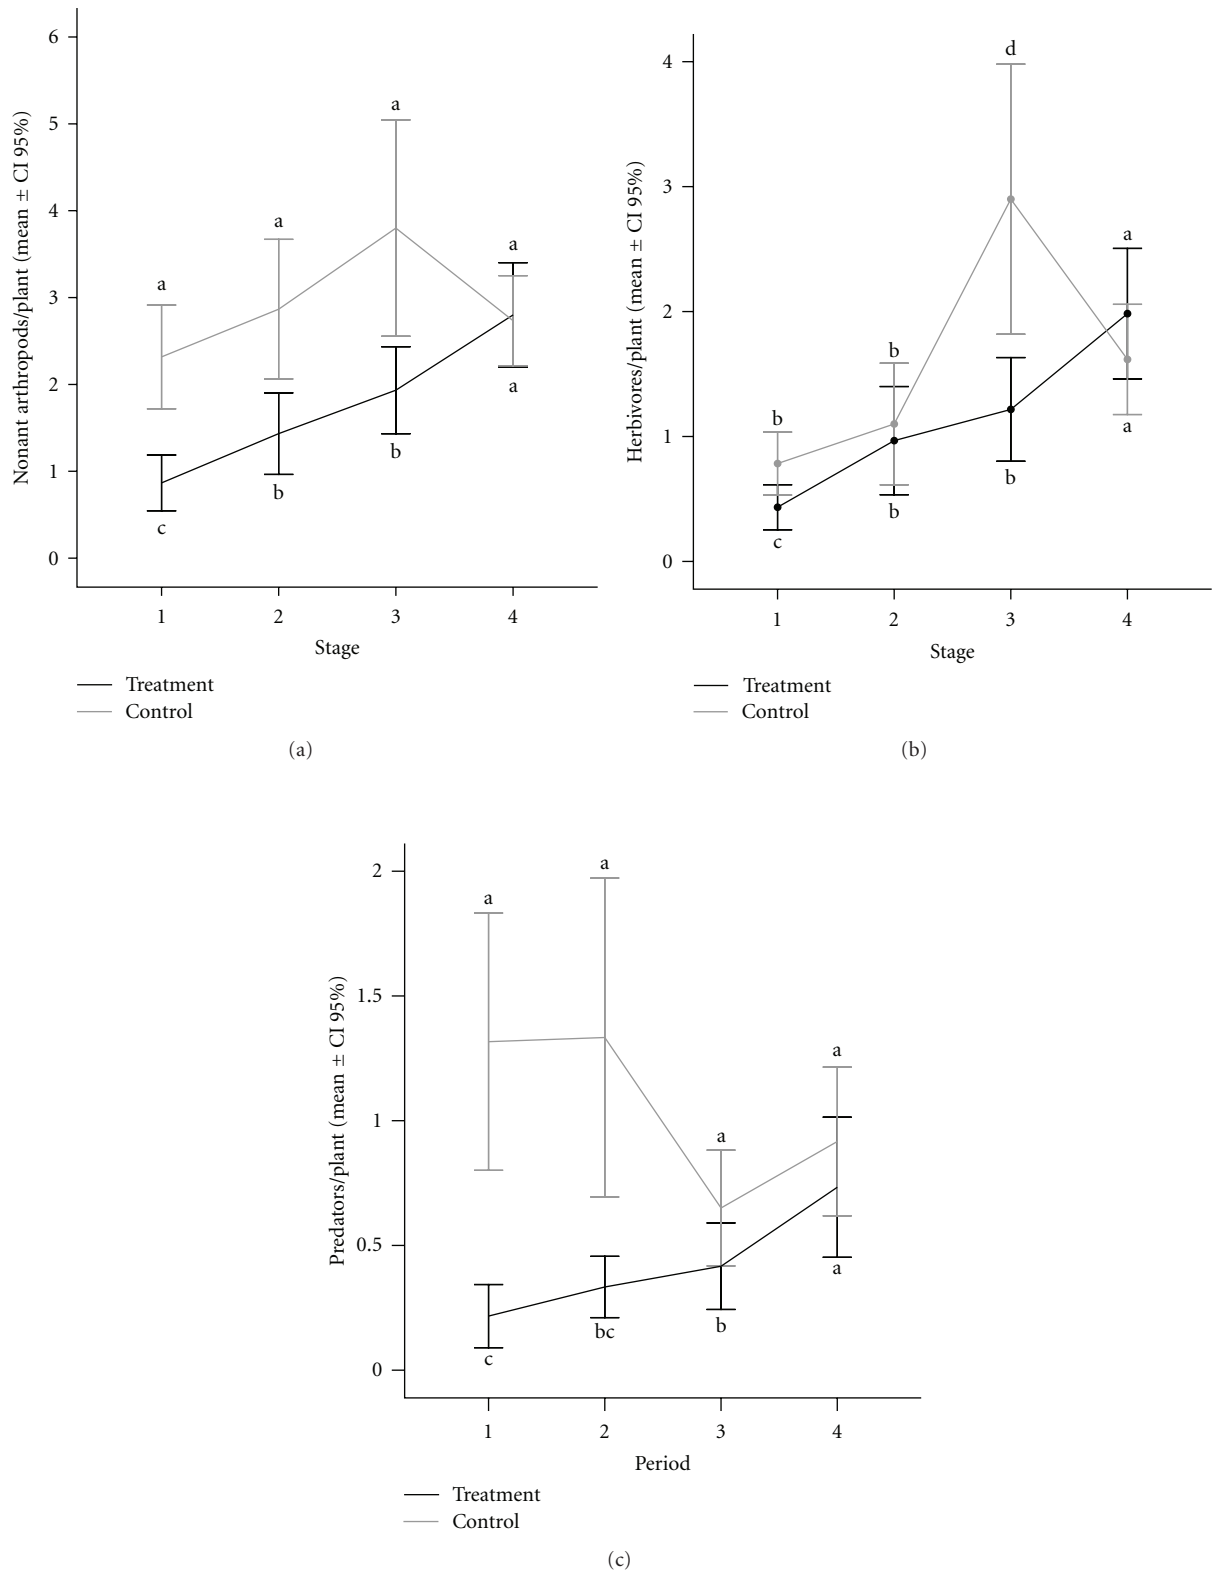 Nonant arthropods/plant (mean ± CI 95%)
6
5
4
3
2
1
0
a
a
a
a
c
b
b
a
1 2 3 4
Stage
Treatment
Control
(a)
Herbivores/plant (mean ± CI 95%)
4
3
2
1
0
b
b
d
a
c
b
b
a
1 2 3 4
Stage
Treatment
Control
(b)
Predators/plant (mean ± CI 95%)
2
1.5
1
0.5
0
a
a
a
a
c
bc
b
a
1 2 3 4
Period
Treatment
Control
(c)